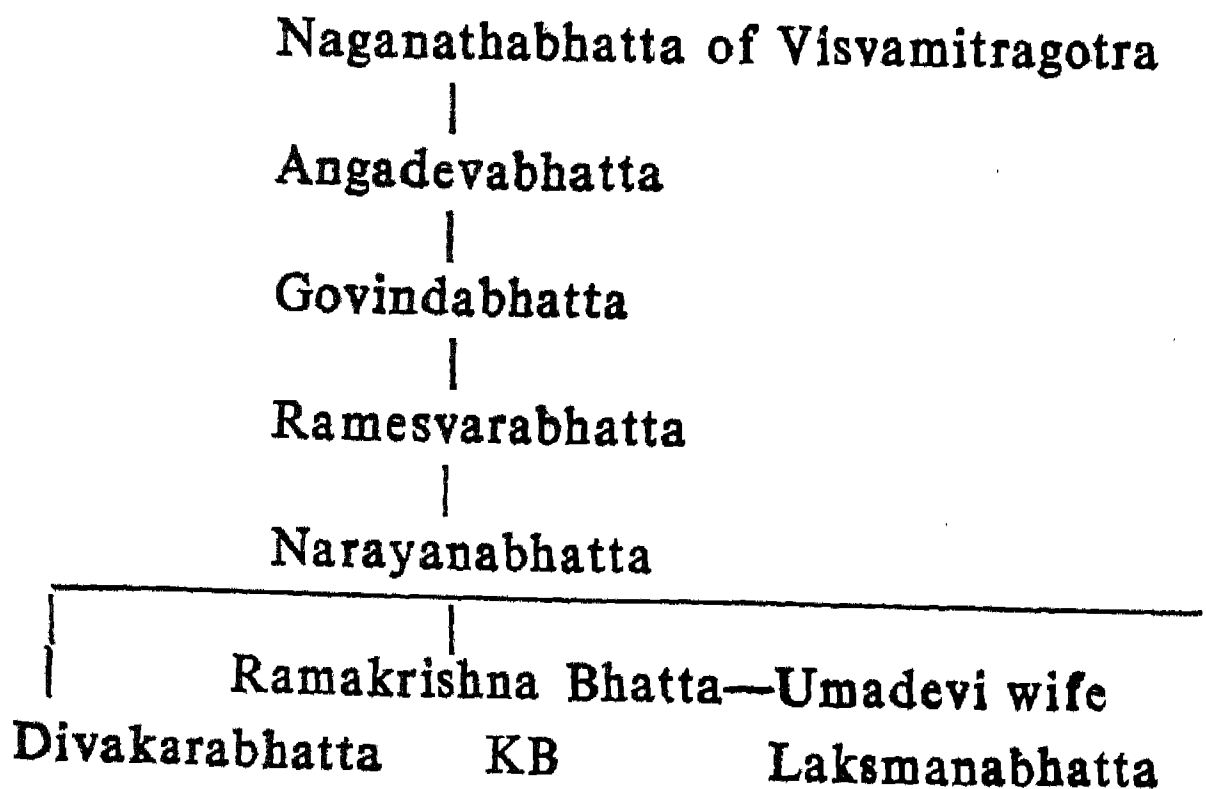 Naganathabhatta of Visvamitragotra
Angadevabhatta
Govindabhatta
Ramesvarabhatta
Narayanabhatta
Ramakrishna Bhatta—Umadevi wife
Divakarabhatta KB Laksmanabhatta